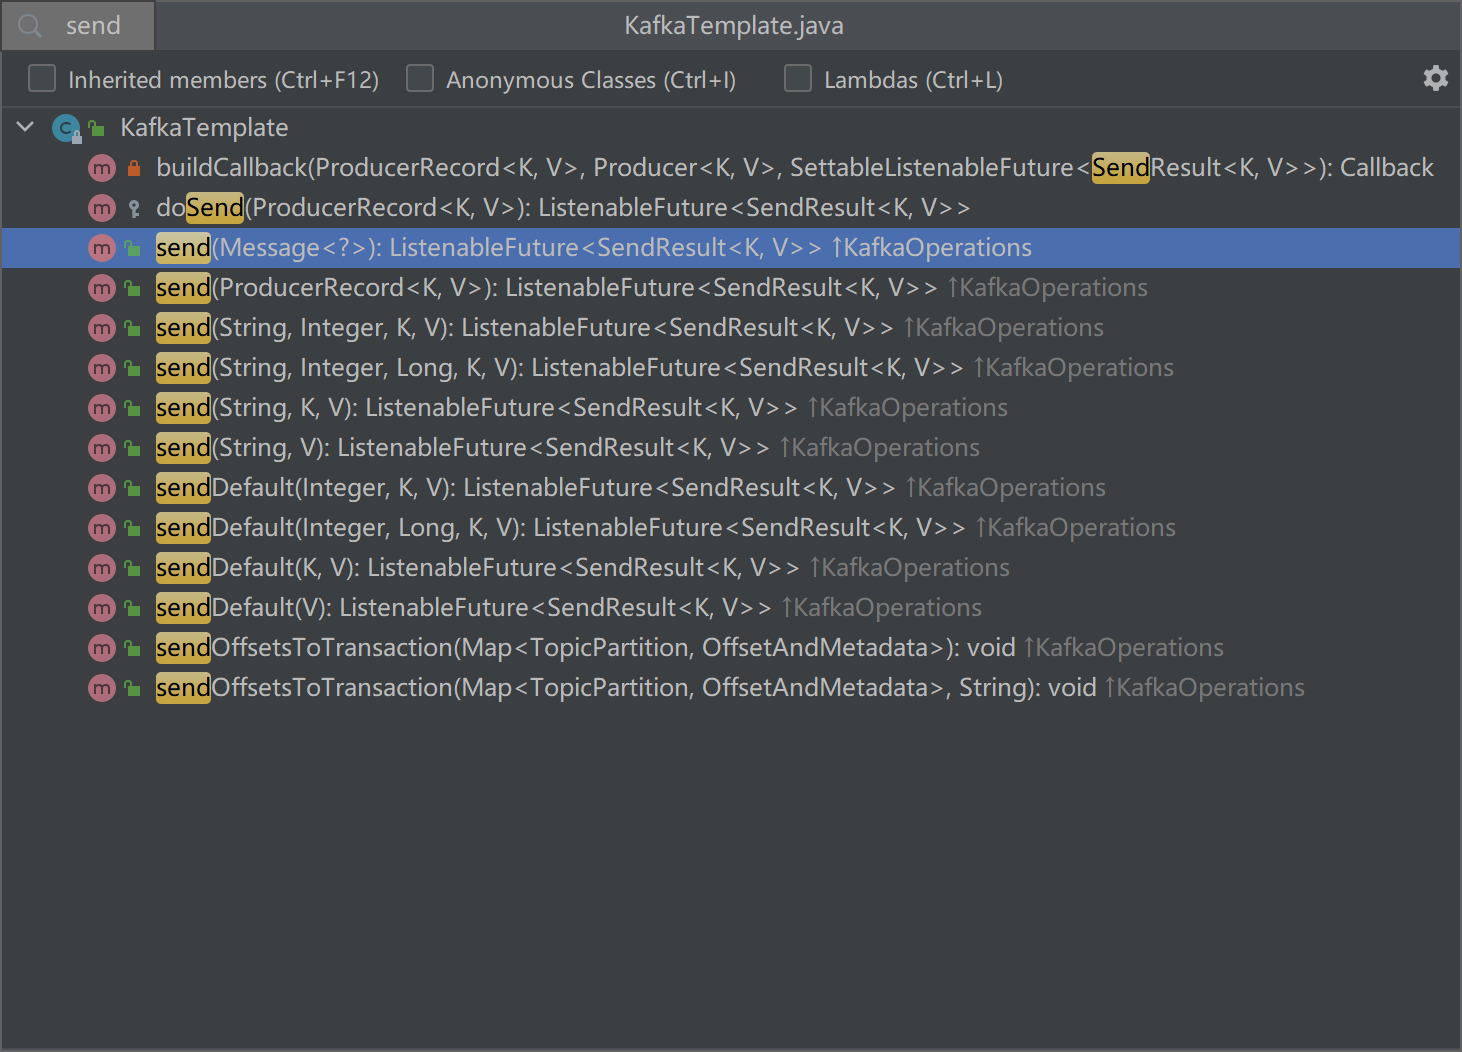 send KafkaTemplate.java
Inherited members (Ctrl+F12) Anonymous Classes (Ctrl+I) Lambdas (Ctrl+L)
C KafkaTemplate
m buildCallback(ProducerRecord<K, V>, Producer<K, V>, SettableListenableFuture<SendResult<K, V>>): Callback
m doSend(ProducerRecord<K, V>): ListenableFuture<SendResult<K, V>>
m send(Message<?>): ListenableFuture<SendResult<K, V>> ↑KafkaOperations
m send(ProducerRecord<K, V>): ListenableFuture<SendResult<K, V>> ↑KafkaOperations
m send(String, Integer, K, V): ListenableFuture<SendResult<K, V>> ↑KafkaOperations
m send(String, Integer, Long, K, V): ListenableFuture<SendResult<K, V>> ↑KafkaOperations
m send(String, K, V): ListenableFuture<SendResult<K, V>> ↑KafkaOperations
m send(String, V): ListenableFuture<SendResult<K, V>> ↑KafkaOperations
m sendDefault(Integer, K, V): ListenableFuture<SendResult<K, V>> ↑KafkaOperations
m sendDefault(Integer, Long, K, V): ListenableFuture<SendResult<K, V>> ↑KafkaOperations
m sendDefault(K, V): ListenableFuture<SendResult<K, V>> ↑KafkaOperations
m sendDefault(V): ListenableFuture<SendResult<K, V>> ↑KafkaOperations
m sendOffsetsToTransaction(Map<TopicPartition, OffsetAndMetadata>): void ↑KafkaOperations
m sendOffsetsToTransaction(Map<TopicPartition, OffsetAndMetadata>, String): void ↑KafkaOperations